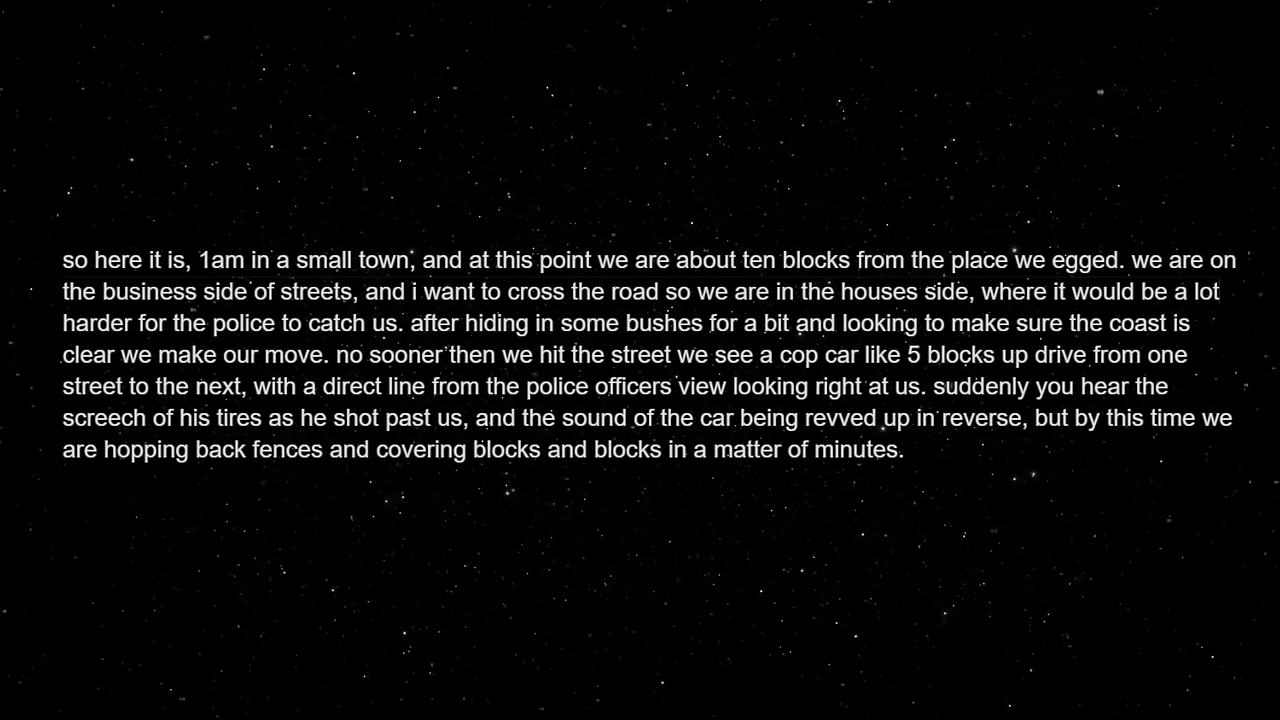 so here it is, 1am in a small town, and at this point we are about ten blocks from the place we egged. we are on
the business side of streets, and i want to cross the road so we are in the houses side, where it would be a lot
harder for the police to catch us. after hiding in some bushes for a bit and looking to make sure the coast is
clear we make our move. no sooner then we hit the street we see a cop car like 5 blocks up drive from one
street to the next, with a direct line from the police officers view looking right at us. suddenly you hear the
screech of his tires as he shot past us, and the sound of the car being revved up in reverse, but by this time we
are hopping back fences and covering blocks and blocks in a matter of minutes.